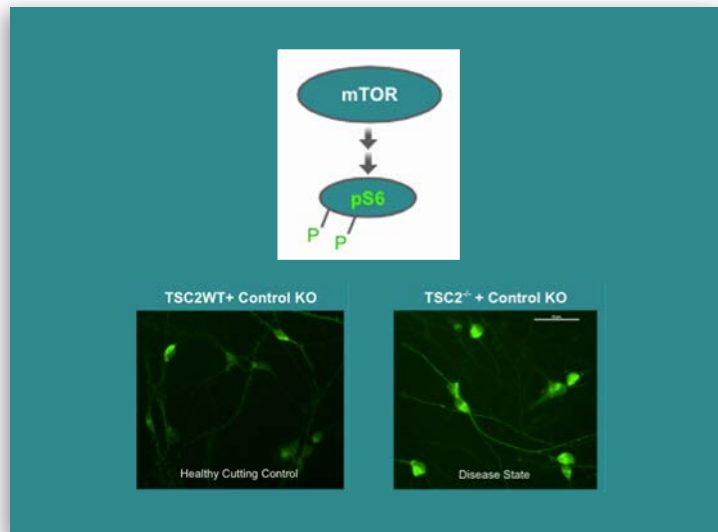 mTOR
pS6
P
P
TSC2WT+ Control KO
TSC2-/- + Control KO
Healthy Cutting Control
Disease State